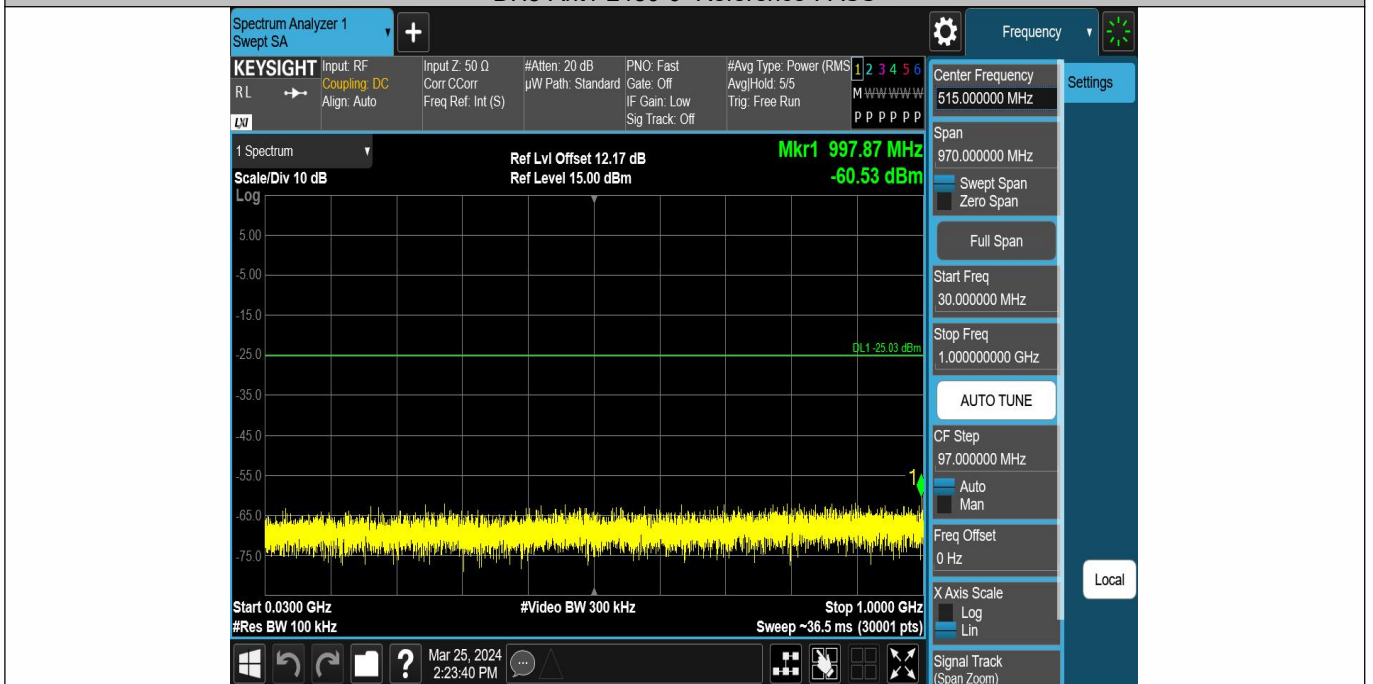 Spectrum Analyzer 1
Swept SA
+
Frequency
KEYSIGHT
RL
LXI
Input: RF
Coupling: DC
Align: Auto
Input Z: 50 Ω
Corr CCorr
Freq Ref: Int (S)
#Atten: 20 dB
µW Path: Standard
PNO: Fast
Gate: Off
IF Gain: Low
Sig Track: Off
#Avg Type: Power (RMS
Avg|Hold: 5/5
Trig: Free Run
1 2 3 4 5 6
M W W W W W
P P P P P P
Center Frequency
515.000000 MHz
Settings
1 Spectrum
Scale/Div 10 dB
Log
Ref Lvl Offset 12.17 dB
Ref Level 15.00 dBm
Mkr1 997.87 MHz
-60.53 dBm
Span
970.000000 MHz
Swept Span
Zero Span
Full Span
Start Freq
30.000000 MHz
Stop Freq
1.000000000 GHz
AUTO TUNE
CF Step
97.000000 MHz
Auto
Man
Freq Offset
0 Hz
X Axis Scale
Log
Lin
Signal Track
(Span Zoom)
Local
5.00
-5.00
-15.0
-25.0
DL1 -25.03 dBm
-35.0
-45.0
-55.0
1
-65.0
-75.0
Start 0.0300 GHz
#Res BW 100 kHz
#Video BW 300 kHz
Stop 1.0000 GHz
Sweep ~36.5 ms (30001 pts)
?
Mar 25, 2024
2:23:40 PM